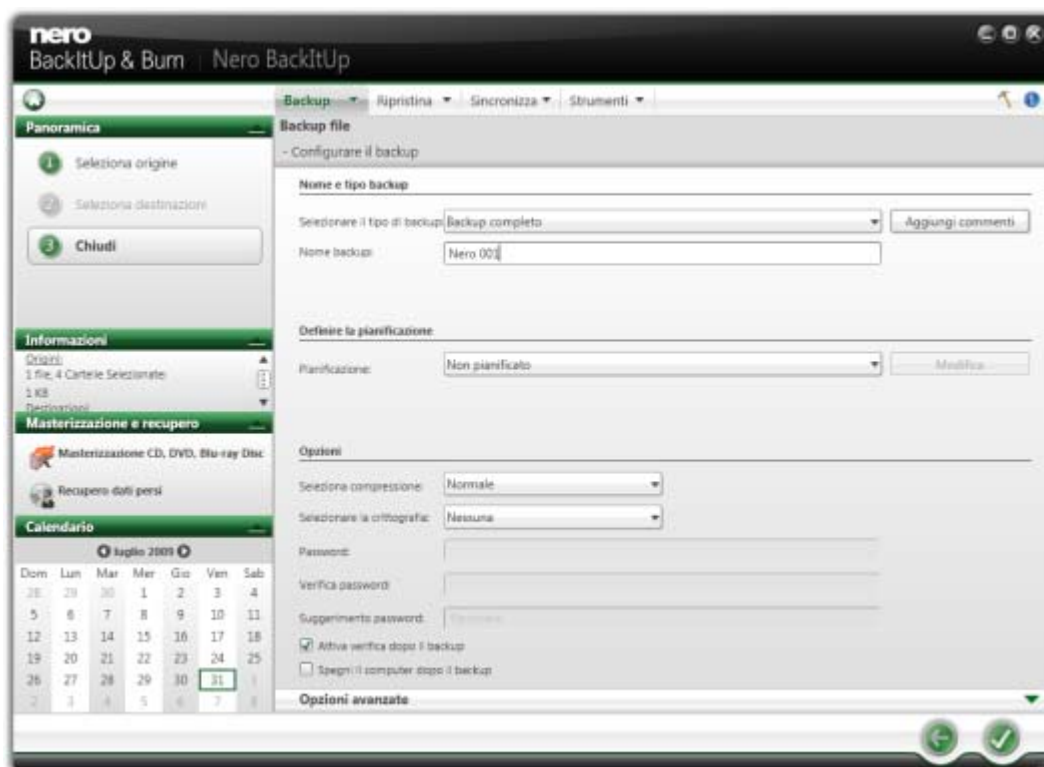 nero
BackItUp & Burn | Nero BackItUp
Backup Ripristina Sincronizza Strumenti
Panoramica
1 Seleziona origine
2 Seleziona destinazioni
3 Chiudi
Backup file
- Configurare il backup
Nome e tipo backup
Selezionare il tipo di backup: Backup completo Aggiungi commenti
Nome backup: Nero 001
Definire la pianificazione
Pianificazione: Non pianificato Modifica
Informazioni
Origini:
1 file, 4 Cartelle Selezionate
1 KB
Destinazioni
Masterizzazione e recupero
Masterizzazione CD, DVD, Blu-ray Disc
Recupero dati persi
Opzioni
Seleziona compressione: Normale
Selezionare la crittografia: Nessuna
Password:
Verifica password:
Suggerimento password:
Attiva verifica dopo il backup
Spegni il computer dopo il backup
Opzioni avanzate
Calendario
luglio 2009
Dom Lun Mar Mer Gio Ven Sab
28 29 30 1 2 3 4
5 6 7 8 9 10 11
12 13 14 15 16 17 18
19 20 21 22 23 24 25
26 27 28 29 30 31 1
2 3 4 5 6 7 8